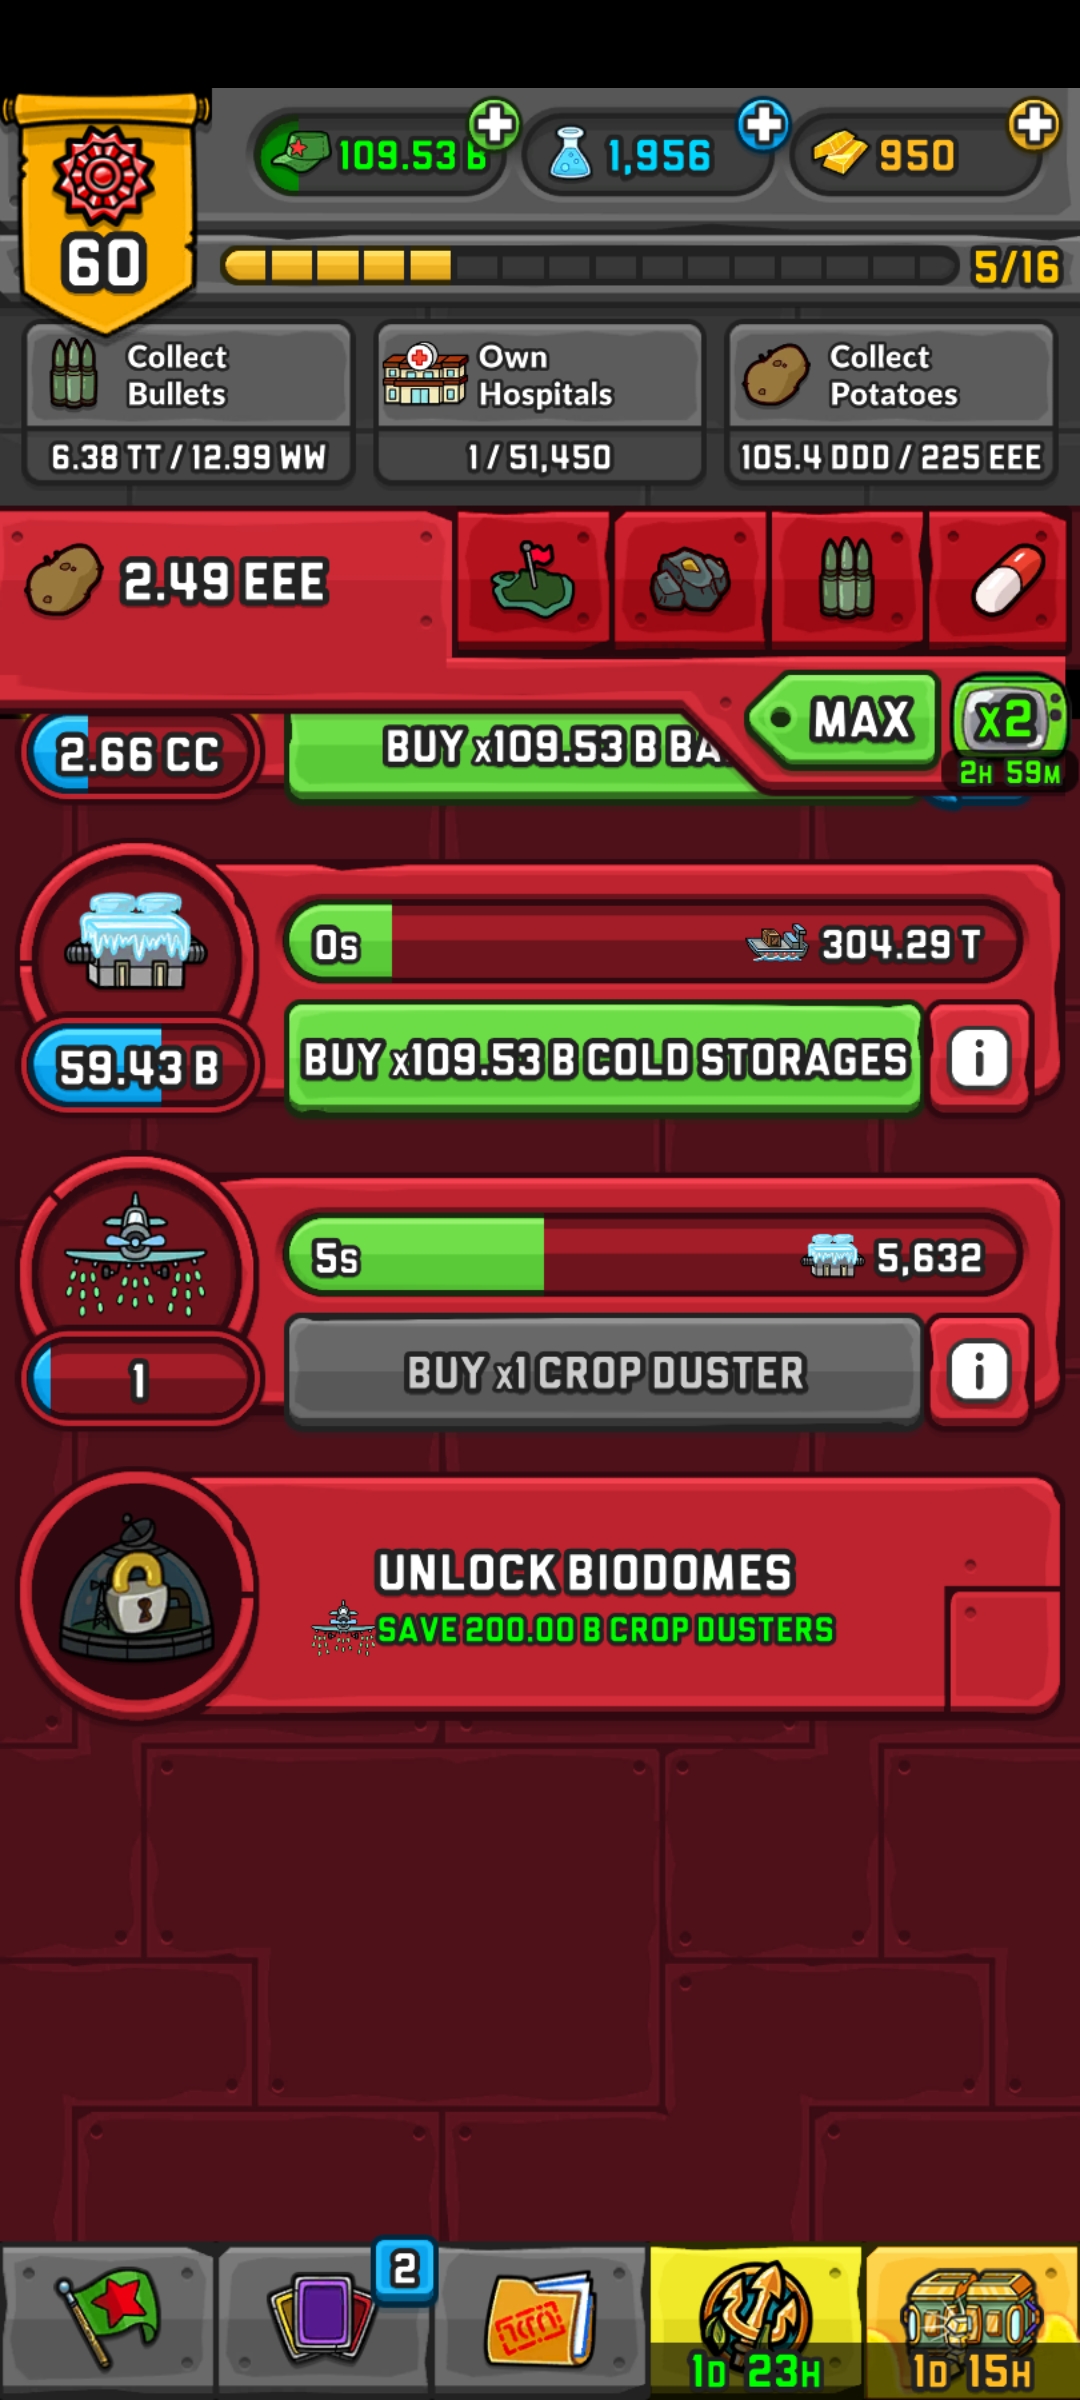 109.53 B
1,956
950
60
5/16
Collect
Bullets
6.38 TT / 12.99 WW
Own
Hospitals
1 / 51,450
Collect
Potatoes
105.4 DDD / 225 EEE
2.49 EEE
MAX
x2
2H 59M
2.66 CC
BUY x109.53 B
0s
304.29 T
59.43 B
BUY x109.53 B COLD STORAGES
i
5s
5,632
1
BUY x1 CROP DUSTER
i
UNLOCK BIODOMES
SAVE 200.00 B CROP DUSTERS
2
1D 23H
1D 15H